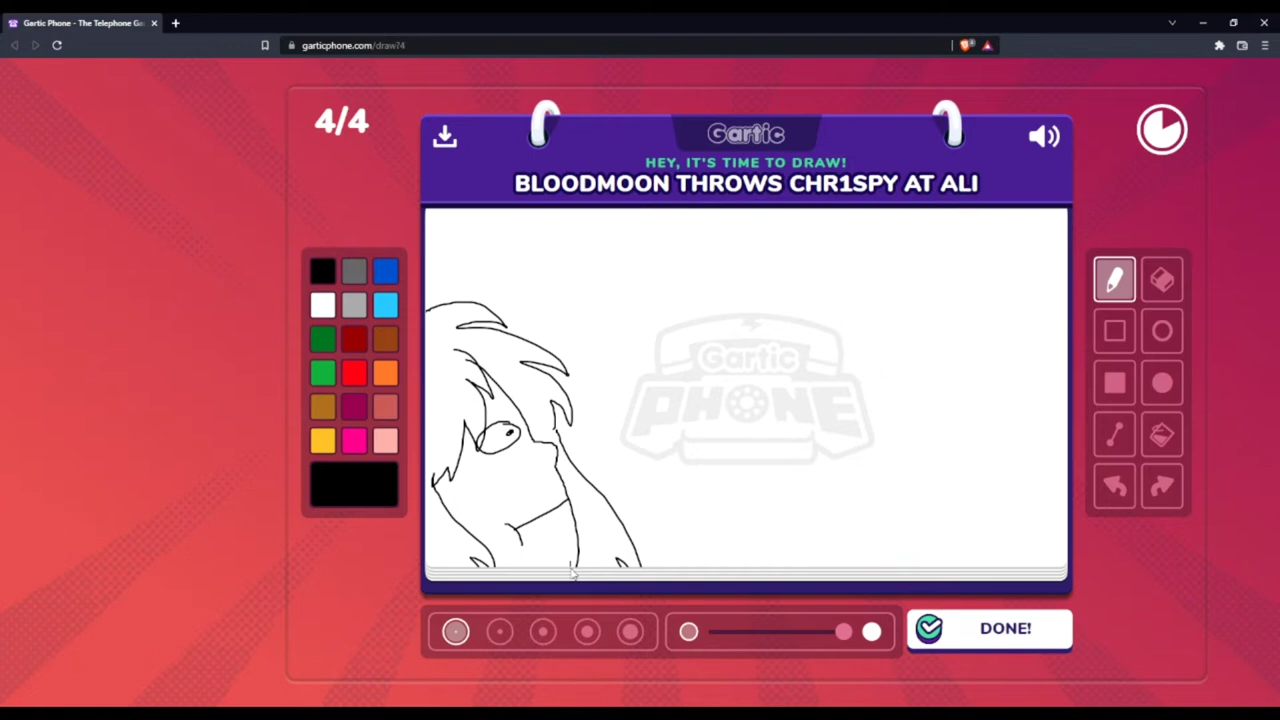 Gartic Phone - The Telephone Ga
garticphone.com/draw?4
4/4
Gartic
HEY, IT'S TIME TO DRAW!
BLOODMOON THROWS CHR1SPY AT ALI
Gartic
PHONE
DONE!